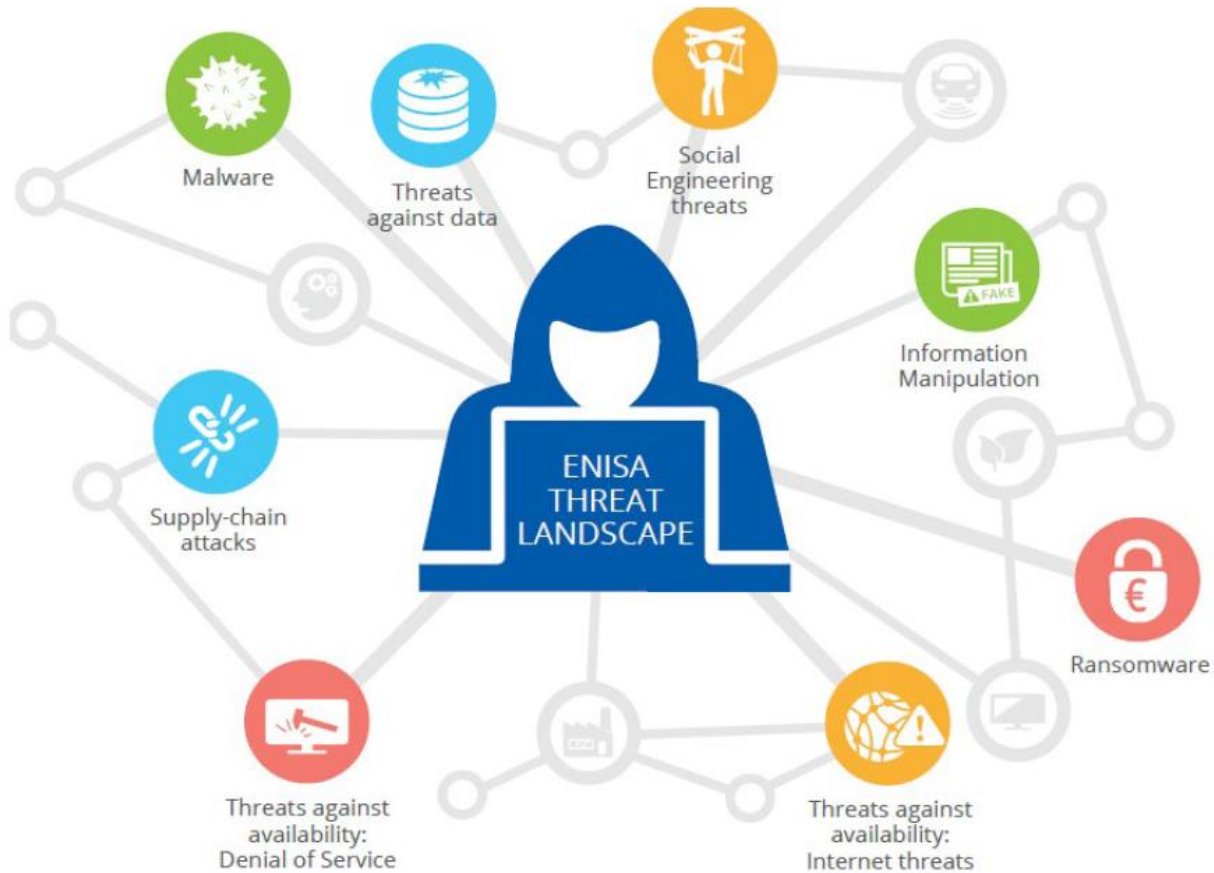 Malware
Threats
against data
Social
Engineering
threats
FAKE
Information
Manipulation
ENISA
THREAT
LANDSCAPE
Supply-chain
attacks
€
Ransomware
Threats against
availability:
Denial of Service
Threats against
availability:
Internet threats